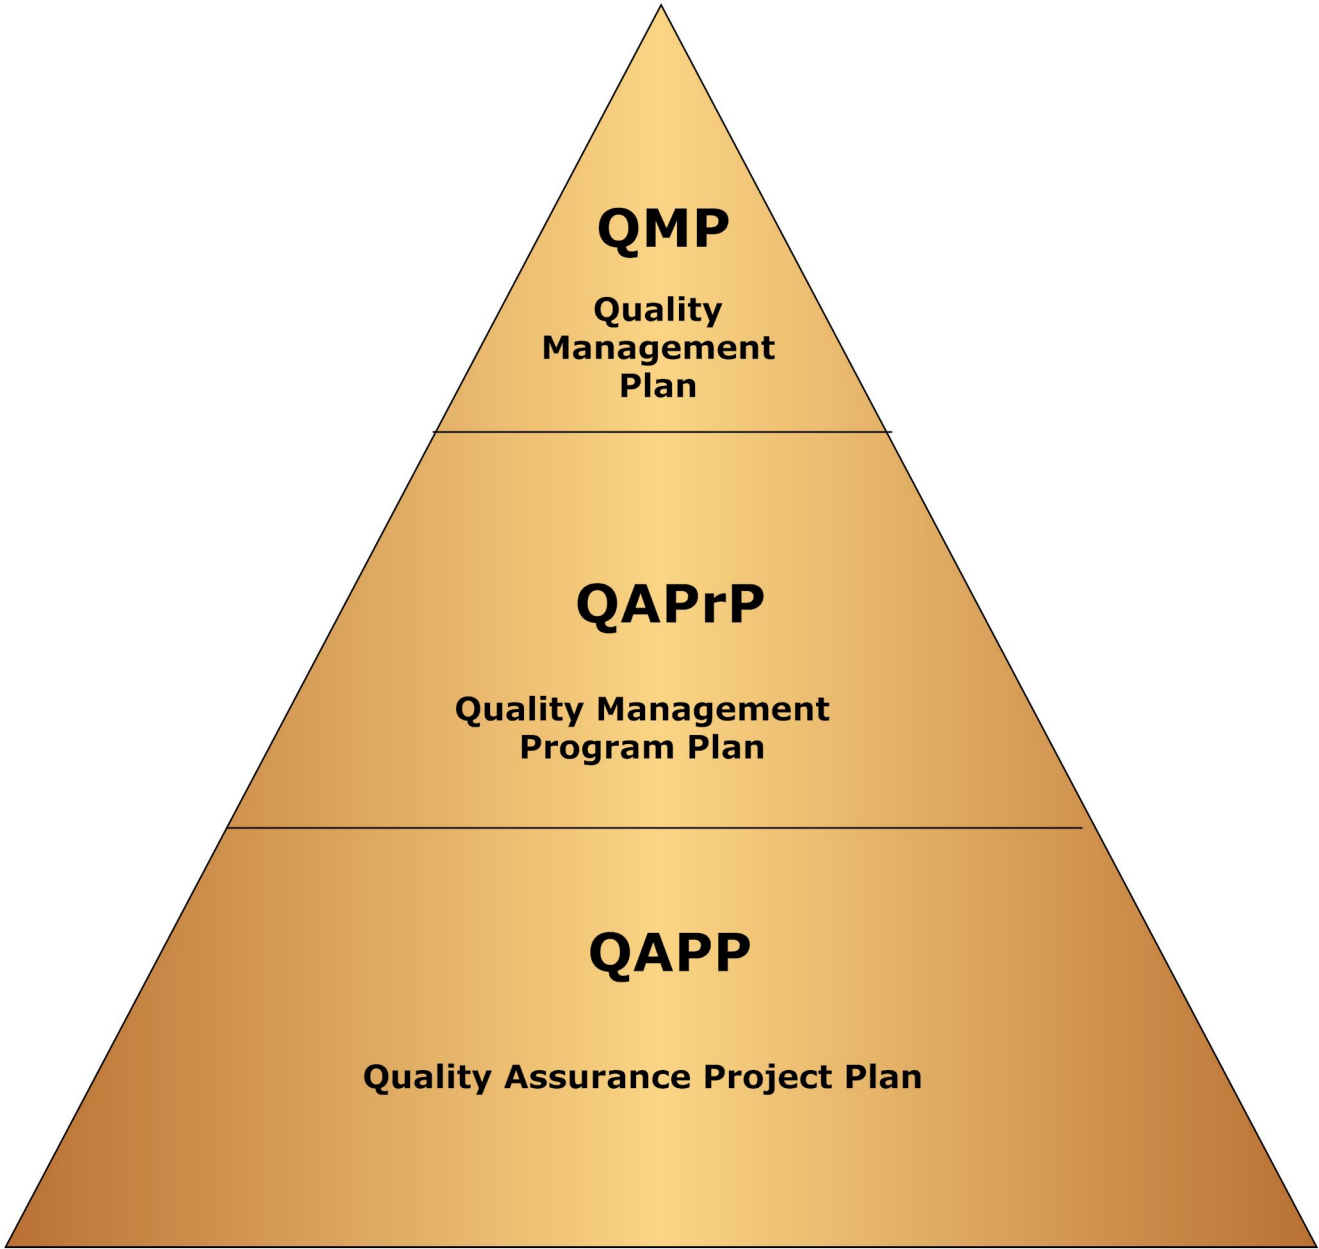 QMP
Quality
Management
Plan
QAPrP
Quality Management
Program Plan
QAPP
Quality Assurance Project Plan